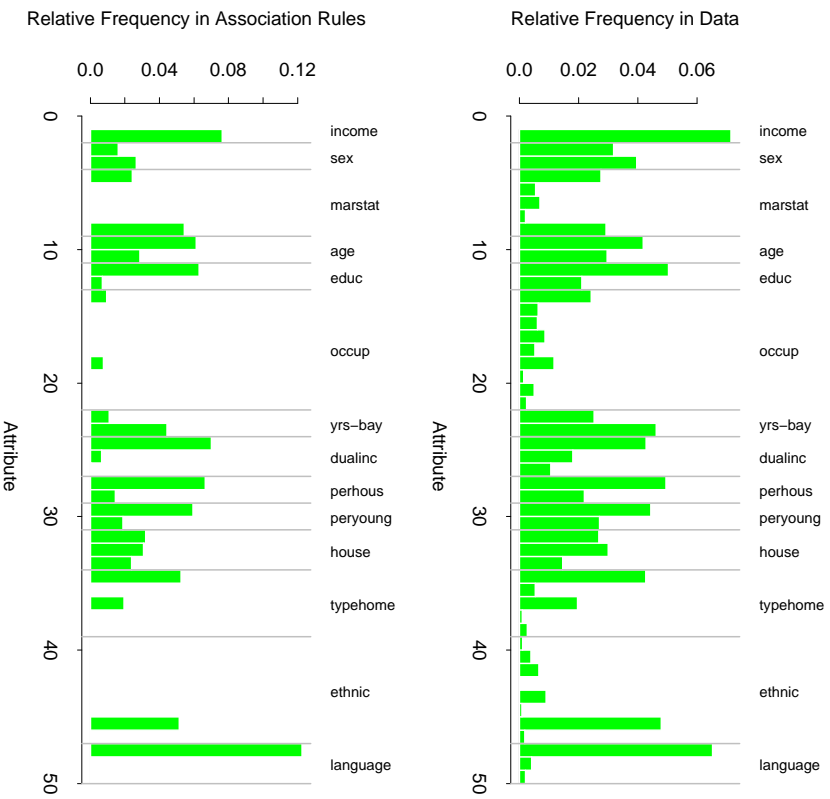 Relative Frequency in Association Rules
0.0 0.04 0.08 0.12
0
10
20
30
40
50
Attribute
income
sex
marstat
age
educ
occup
yrs−bay
dualinc
perhous
peryoung
house
typehome
ethnic
language
Relative Frequency in Data
0.0 0.02 0.04 0.06
0
10
20
30
40
50
Attribute
income
sex
marstat
age
educ
occup
yrs−bay
dualinc
perhous
peryoung
house
typehome
ethnic
language